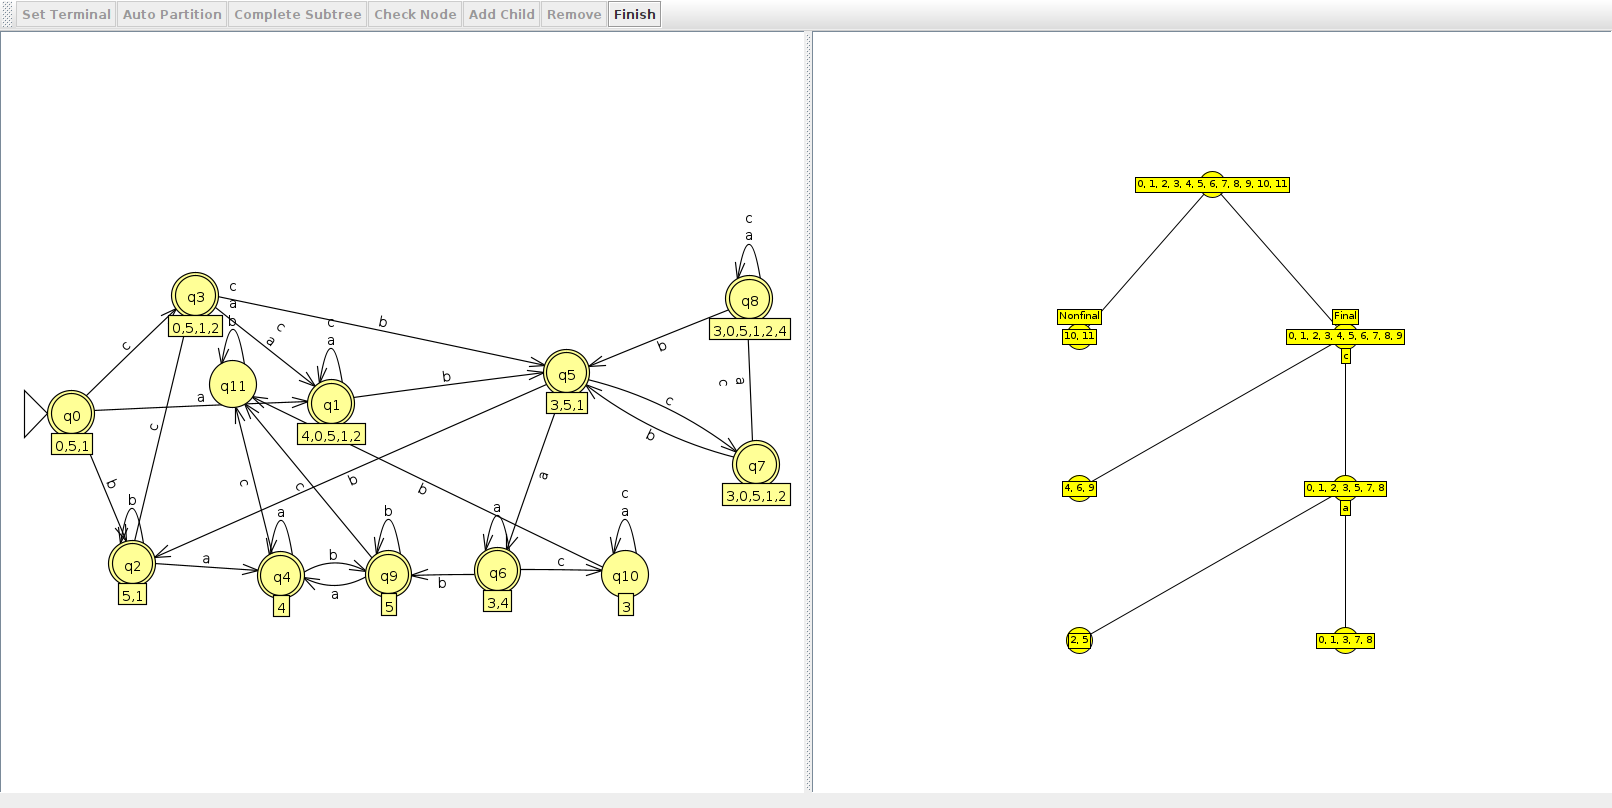 Set Terminal Auto Partition Complete Subtree Check Node Add Child Remove Finish
0, 1, 2, 3, 4, 5, 6, 7, 8, 9, 10, 11
c
a
c
a
q3
0,5,1,2
c
a
b
q8
3,0,5,1,2,4
b
Nonfinal
10, 11
Final
0, 1, 2, 3, 4, 5, 6, 7, 8, 9
c
c
c
a
b
c
q11
a
q1
4,0,5,1,2
b
q5
3,5,1
c
a
q0
0,5,1
a
c
b
q7
3,0,5,1,2
c
b
c
c
b
b
a
4, 6, 9
0, 1, 2, 3, 5, 7, 8
a
b
q2
5,1
a
a
q4
4
b
a
b
q9
5
b
a
q6
3,4
c
c
a
q10
3
2, 5
0, 1, 3, 7, 8